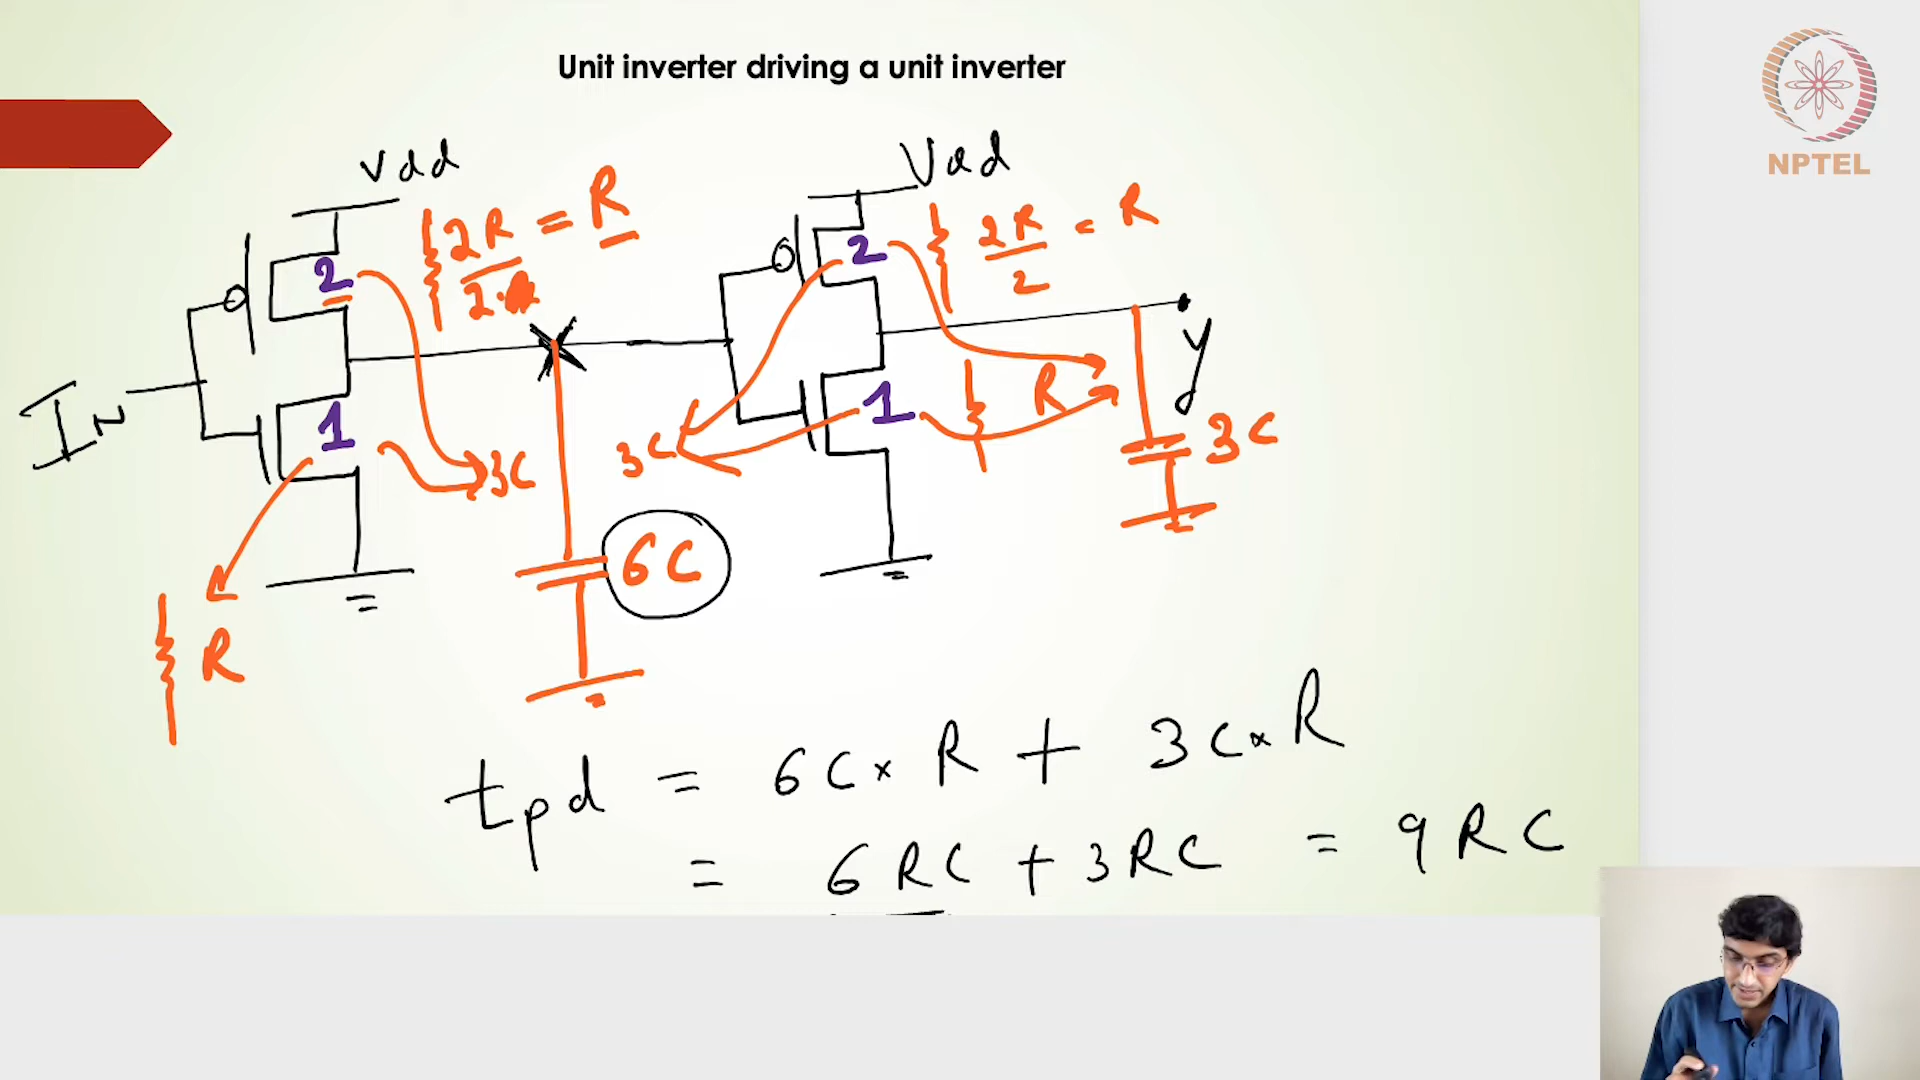 Unit inverter driving a unit inverter
NPTEL
Vdd
2R/2 = R
2
IN
1
3C
R
6C
Vdd
2R/2 = R
2
1
3C
R
y
3C
tpd = 6C x R + 3C x R
= 6RC + 3RC = 9RC